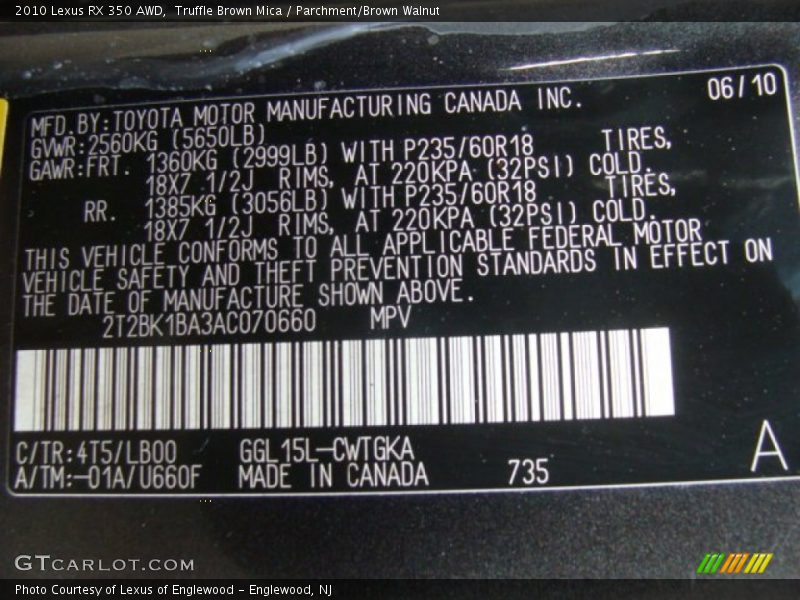 2010 Lexus RX 350 AWD, Truffle Brown Mica / Parchment/Brown Walnut
06/10
MFD.BY:TOYOTA MOTOR MANUFACTURING CANADA INC.
GVWR:2560KG (5650LB)
GAWR:FRT. 1360KG (2999LB) WITH P235/60R18 TIRES,
18X7 1/2J RIMS, AT 220KPA (32PSI) COLD.
RR. 1385KG (3056LB) WITH P235/60R18 TIRES,
18X7 1/2J RIMS, AT 220KPA (32PSI) COLD.
THIS VEHICLE CONFORMS TO ALL APPLICABLE FEDERAL MOTOR
VEHICLE SAFETY AND THEFT PREVENTION STANDARDS IN EFFECT ON
THE DATE OF MANUFACTURE SHOWN ABOVE.
2T2BK1BA3AC070660 MPV
C/TR:4T5/LB00 GGL15L-CWTGKA
A/TM:-01A/U660F MADE IN CANADA 735 A
GTCARLOT.COM
Photo Courtesy of Lexus of Englewood - Englewood, NJ